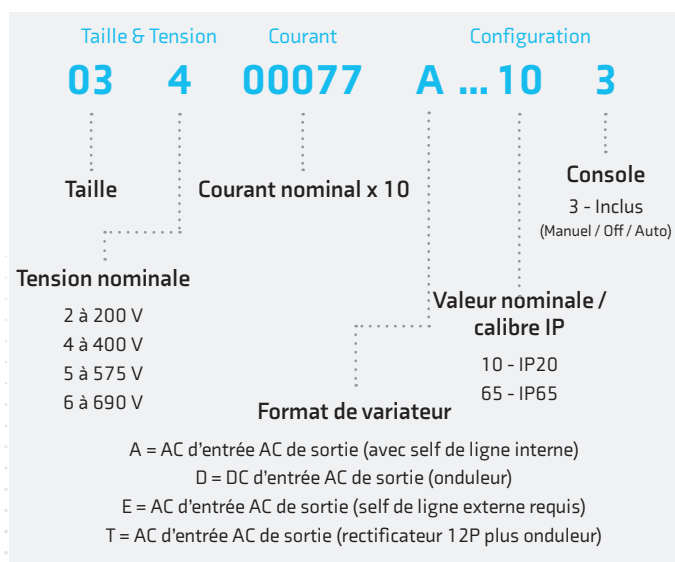 Taille & Tension Courant Configuration
03 4 00077 A ... 10 3
Taille
Courant nominal x 10
Console
3 - Inclus
(Manuel / Off / Auto)
Tension nominale
2 à 200 V
4 à 400 V
5 à 575 V
6 à 690 V
Valeur nominale /
calibre IP
10 - IP20
65 - IP65
Format de variateur
A = AC d’entrée AC de sortie (avec self de ligne interne)
D = DC d’entrée AC de sortie (onduleur)
E = AC d’entrée AC de sortie (self de ligne externe requis)
T = AC d’entrée AC de sortie (rectificateur 12P plus onduleur)